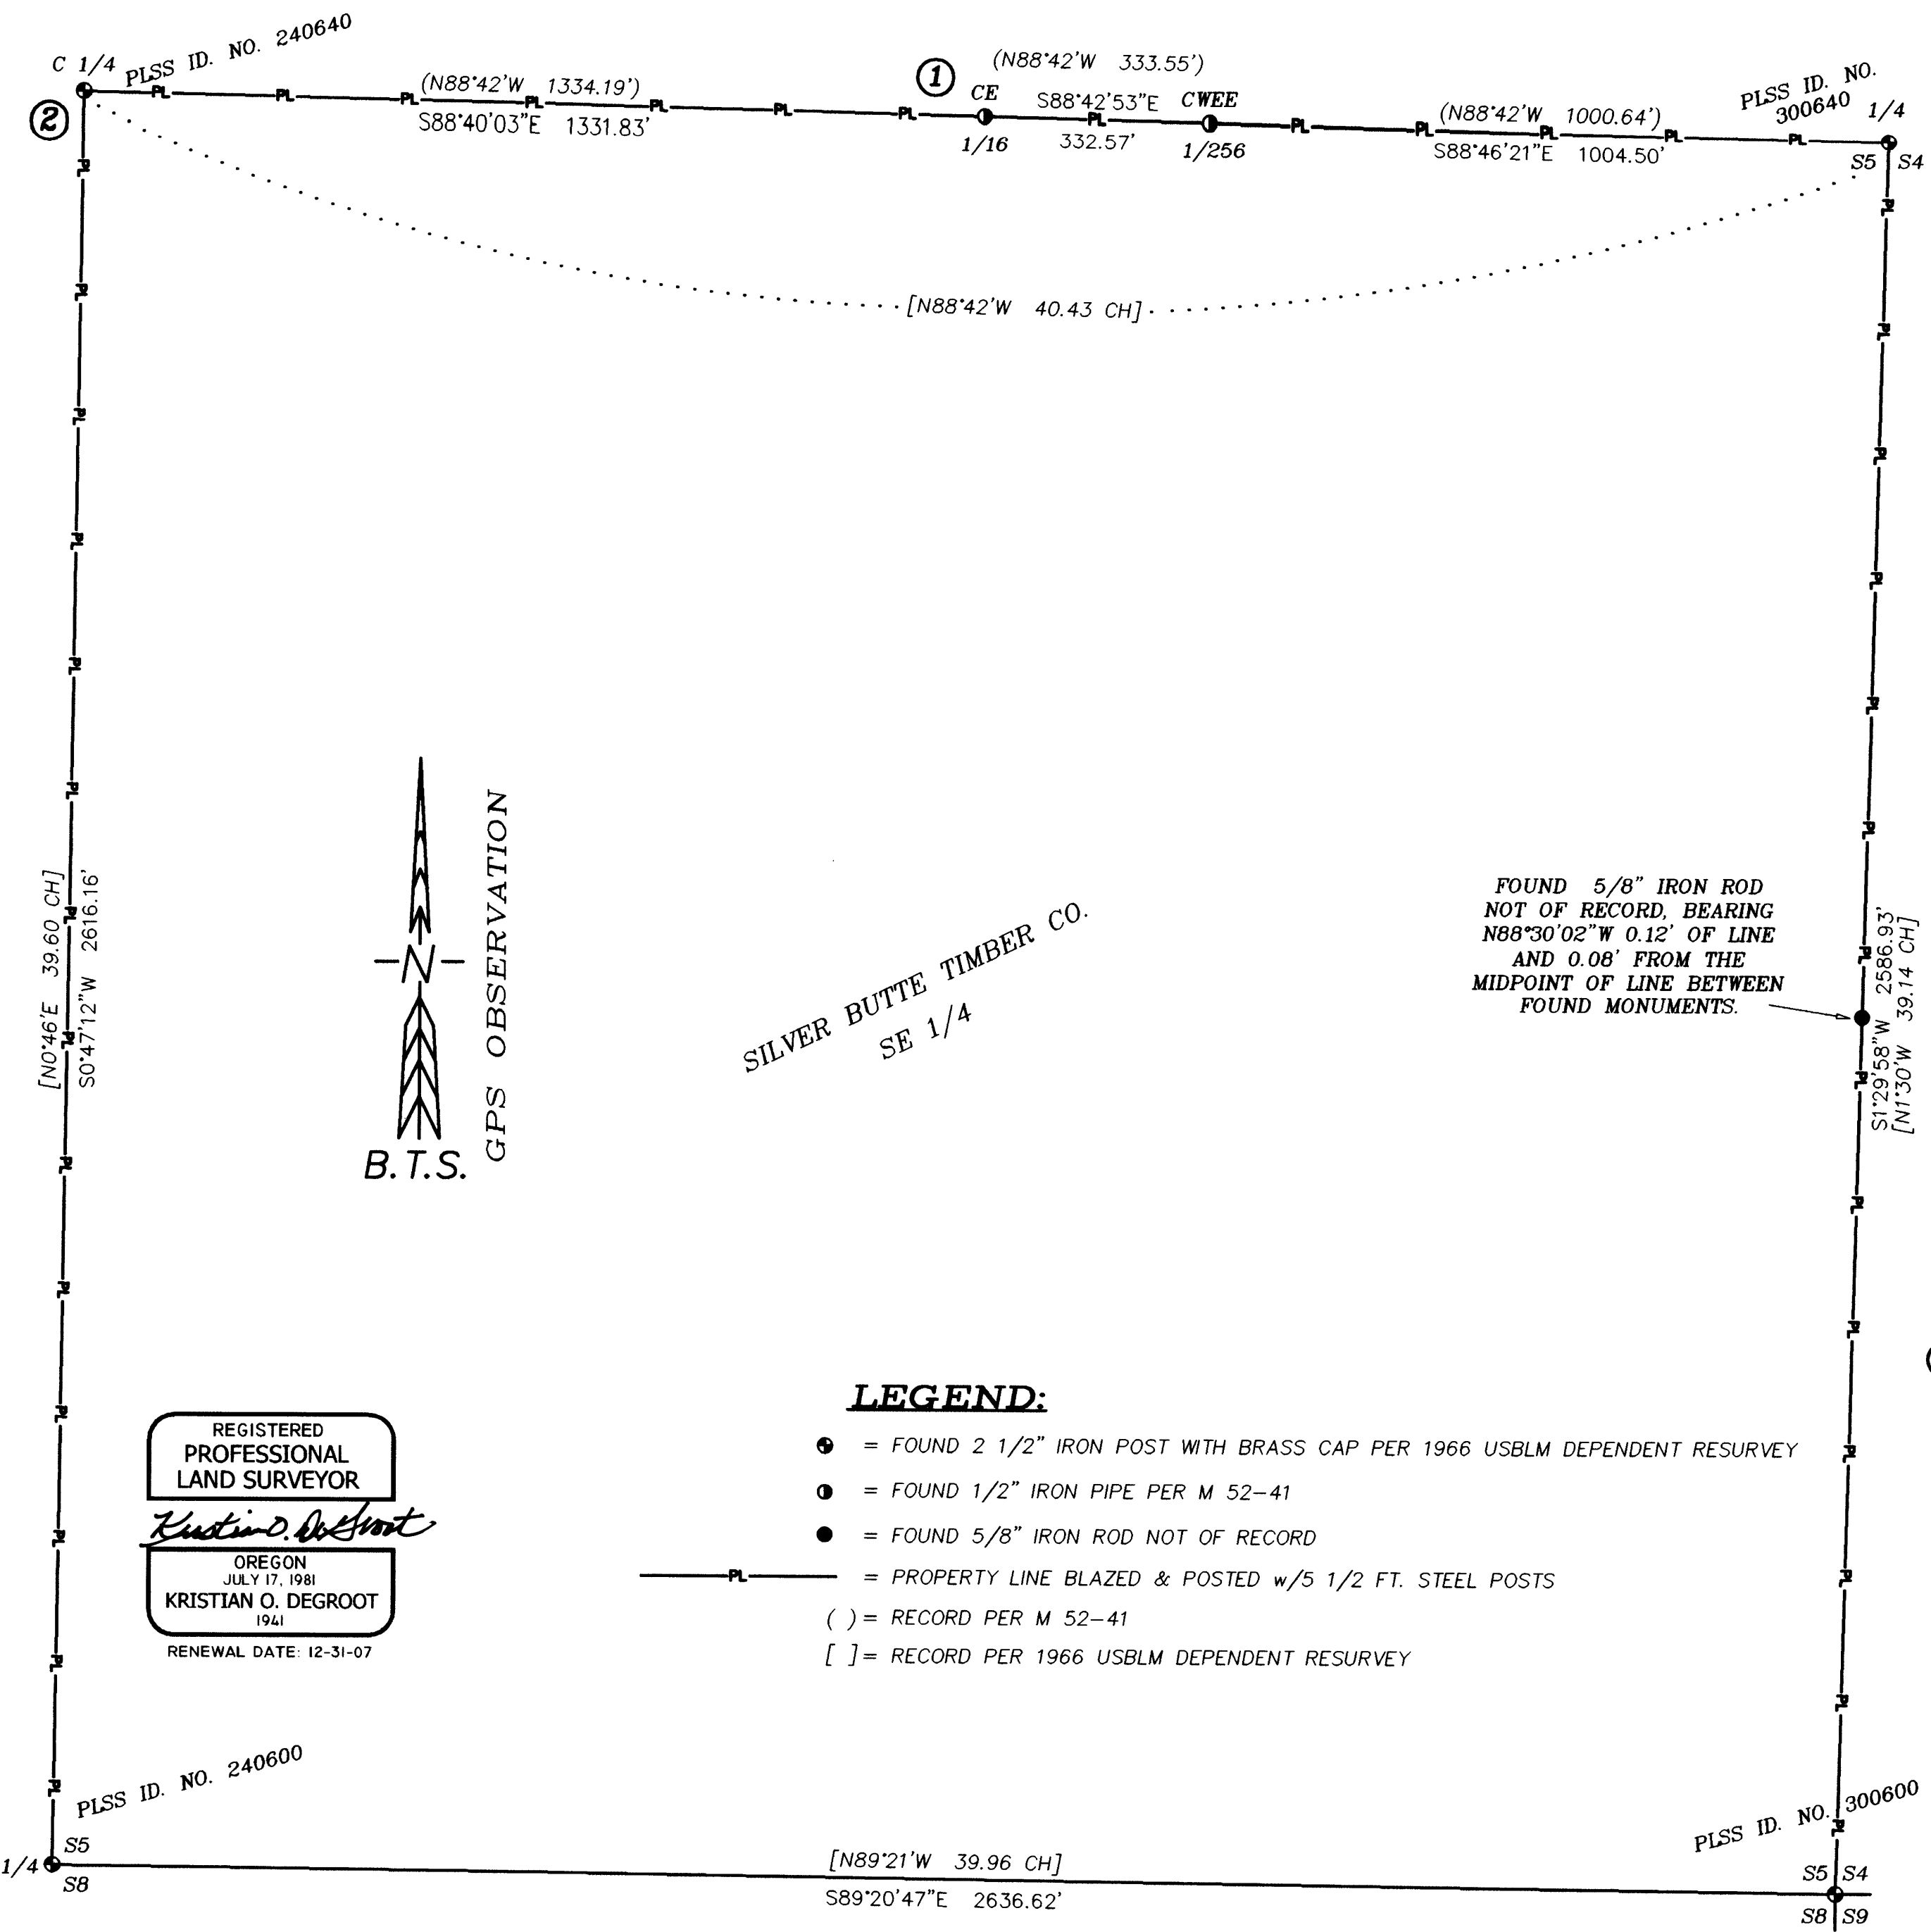 PLSS ID. NO. 240640
C 1/4
(2)
(N88°42'W 1334.19')
S88°40'03"E 1331.83'
(1)
(N88°42'W 333.55')
CE
S88°42'53"E
CWEE
1/16
332.57'
1/256
(N88°42'W 1000.64')
S88°46'21"E 1004.50'
PLSS ID. NO.
300640
1/4
S5 S4
[N88°42'W 40.43 CH]
PL
[N0°46'E 39.60 CH]
S0°47'12"W 2616.16'
N
B.T.S.
GPS OBSERVATION
SILVER BUTTE TIMBER CO.
SE 1/4
FOUND 5/8" IRON ROD
NOT OF RECORD, BEARING
N88°30'02"W 0.12' OF LINE
AND 0.08' FROM THE
MIDPOINT OF LINE BETWEEN
FOUND MONUMENTS.
S1°29'58"W 2586.93'
[N1°30'W 39.14 CH]
REGISTERED
PROFESSIONAL
LAND SURVEYOR
Kristian O. DeGroot
OREGON
JULY 17, 1981
KRISTIAN O. DEGROOT
1941
RENEWAL DATE: 12-31-07
LEGEND:
= FOUND 2 1/2" IRON POST WITH BRASS CAP PER 1966 USBLM DEPENDENT RESURVEY
= FOUND 1/2" IRON PIPE PER M 52-41
= FOUND 5/8" IRON ROD NOT OF RECORD
PL = PROPERTY LINE BLAZED & POSTED w/5 1/2 FT. STEEL POSTS
( ) = RECORD PER M 52-41
[ ] = RECORD PER 1966 USBLM DEPENDENT RESURVEY
PLSS ID. NO. 240600
S5
1/4
S8
[N89°21'W 39.96 CH]
S89°20'47"E 2636.62'
PLSS ID. NO. 300600
S5 S4
S8 S9